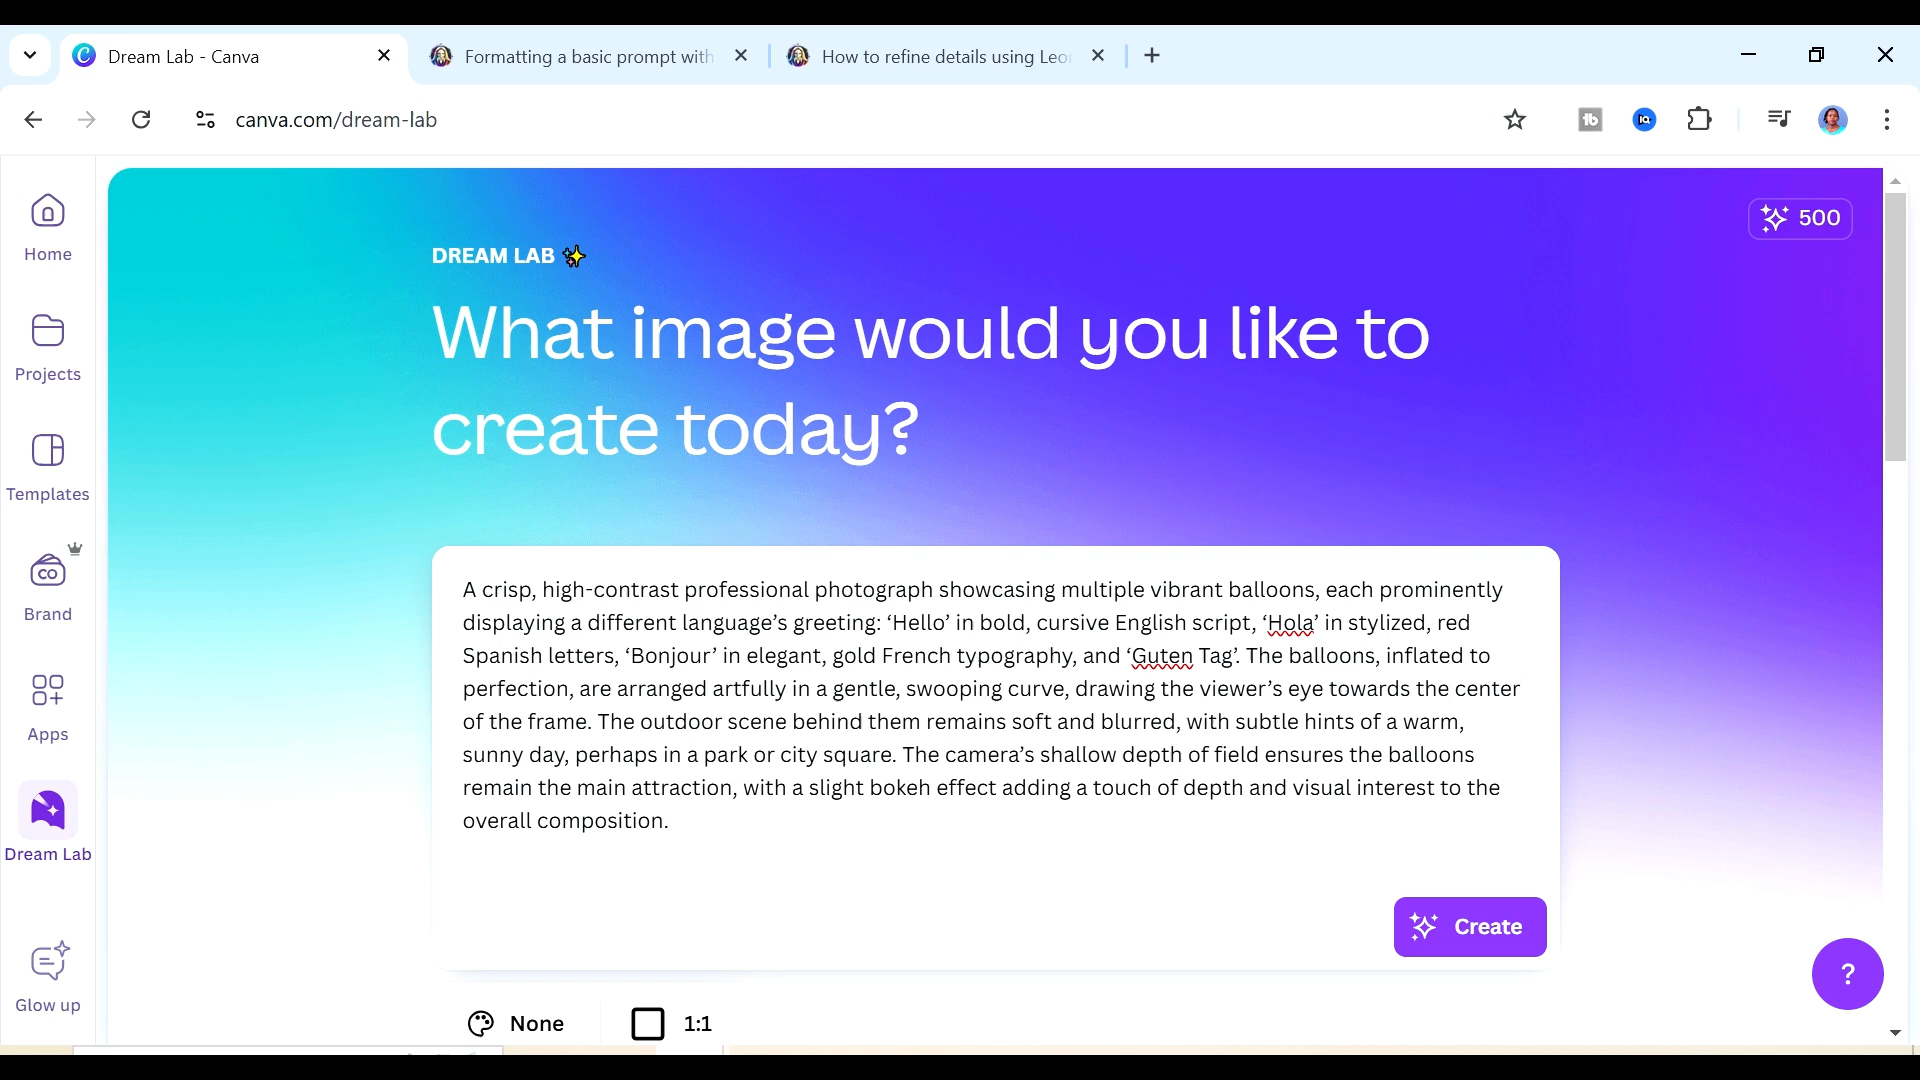 Dream Lab - Canva
Formatting a basic prompt with
How to refine details using Leo
canva.com/dream-lab
tb
IQ
Home
Projects
Templates
CO
Brand
Apps
Dream Lab
Glow up
500
DREAM LAB
What image would you like to
create today?
A crisp, high-contrast professional photograph showcasing multiple vibrant balloons, each prominently
displaying a different language’s greeting: ‘Hello’ in bold, cursive English script, ‘Hola’ in stylized, red
Spanish letters, ‘Bonjour’ in elegant, gold French typography, and ‘Guten Tag’. The balloons, inflated to
perfection, are arranged artfully in a gentle, swooping curve, drawing the viewer’s eye towards the center
of the frame. The outdoor scene behind them remains soft and blurred, with subtle hints of a warm,
sunny day, perhaps in a park or city square. The camera’s shallow depth of field ensures the balloons
remain the main attraction, with a slight bokeh effect adding a touch of depth and visual interest to the
overall composition.
Create
?
None
1:1